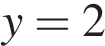 y = 2